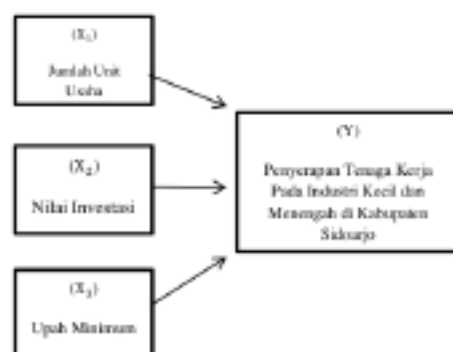 (X₁)
Jumlah Unit
Usaha
(X₂)
Nilai Investasi
(X₃)
Upah Minimum
(Y)
Penyerapan Tenaga Kerja
Pada Industri Kecil dan
Menengah di Kabupaten
Sidoarjo